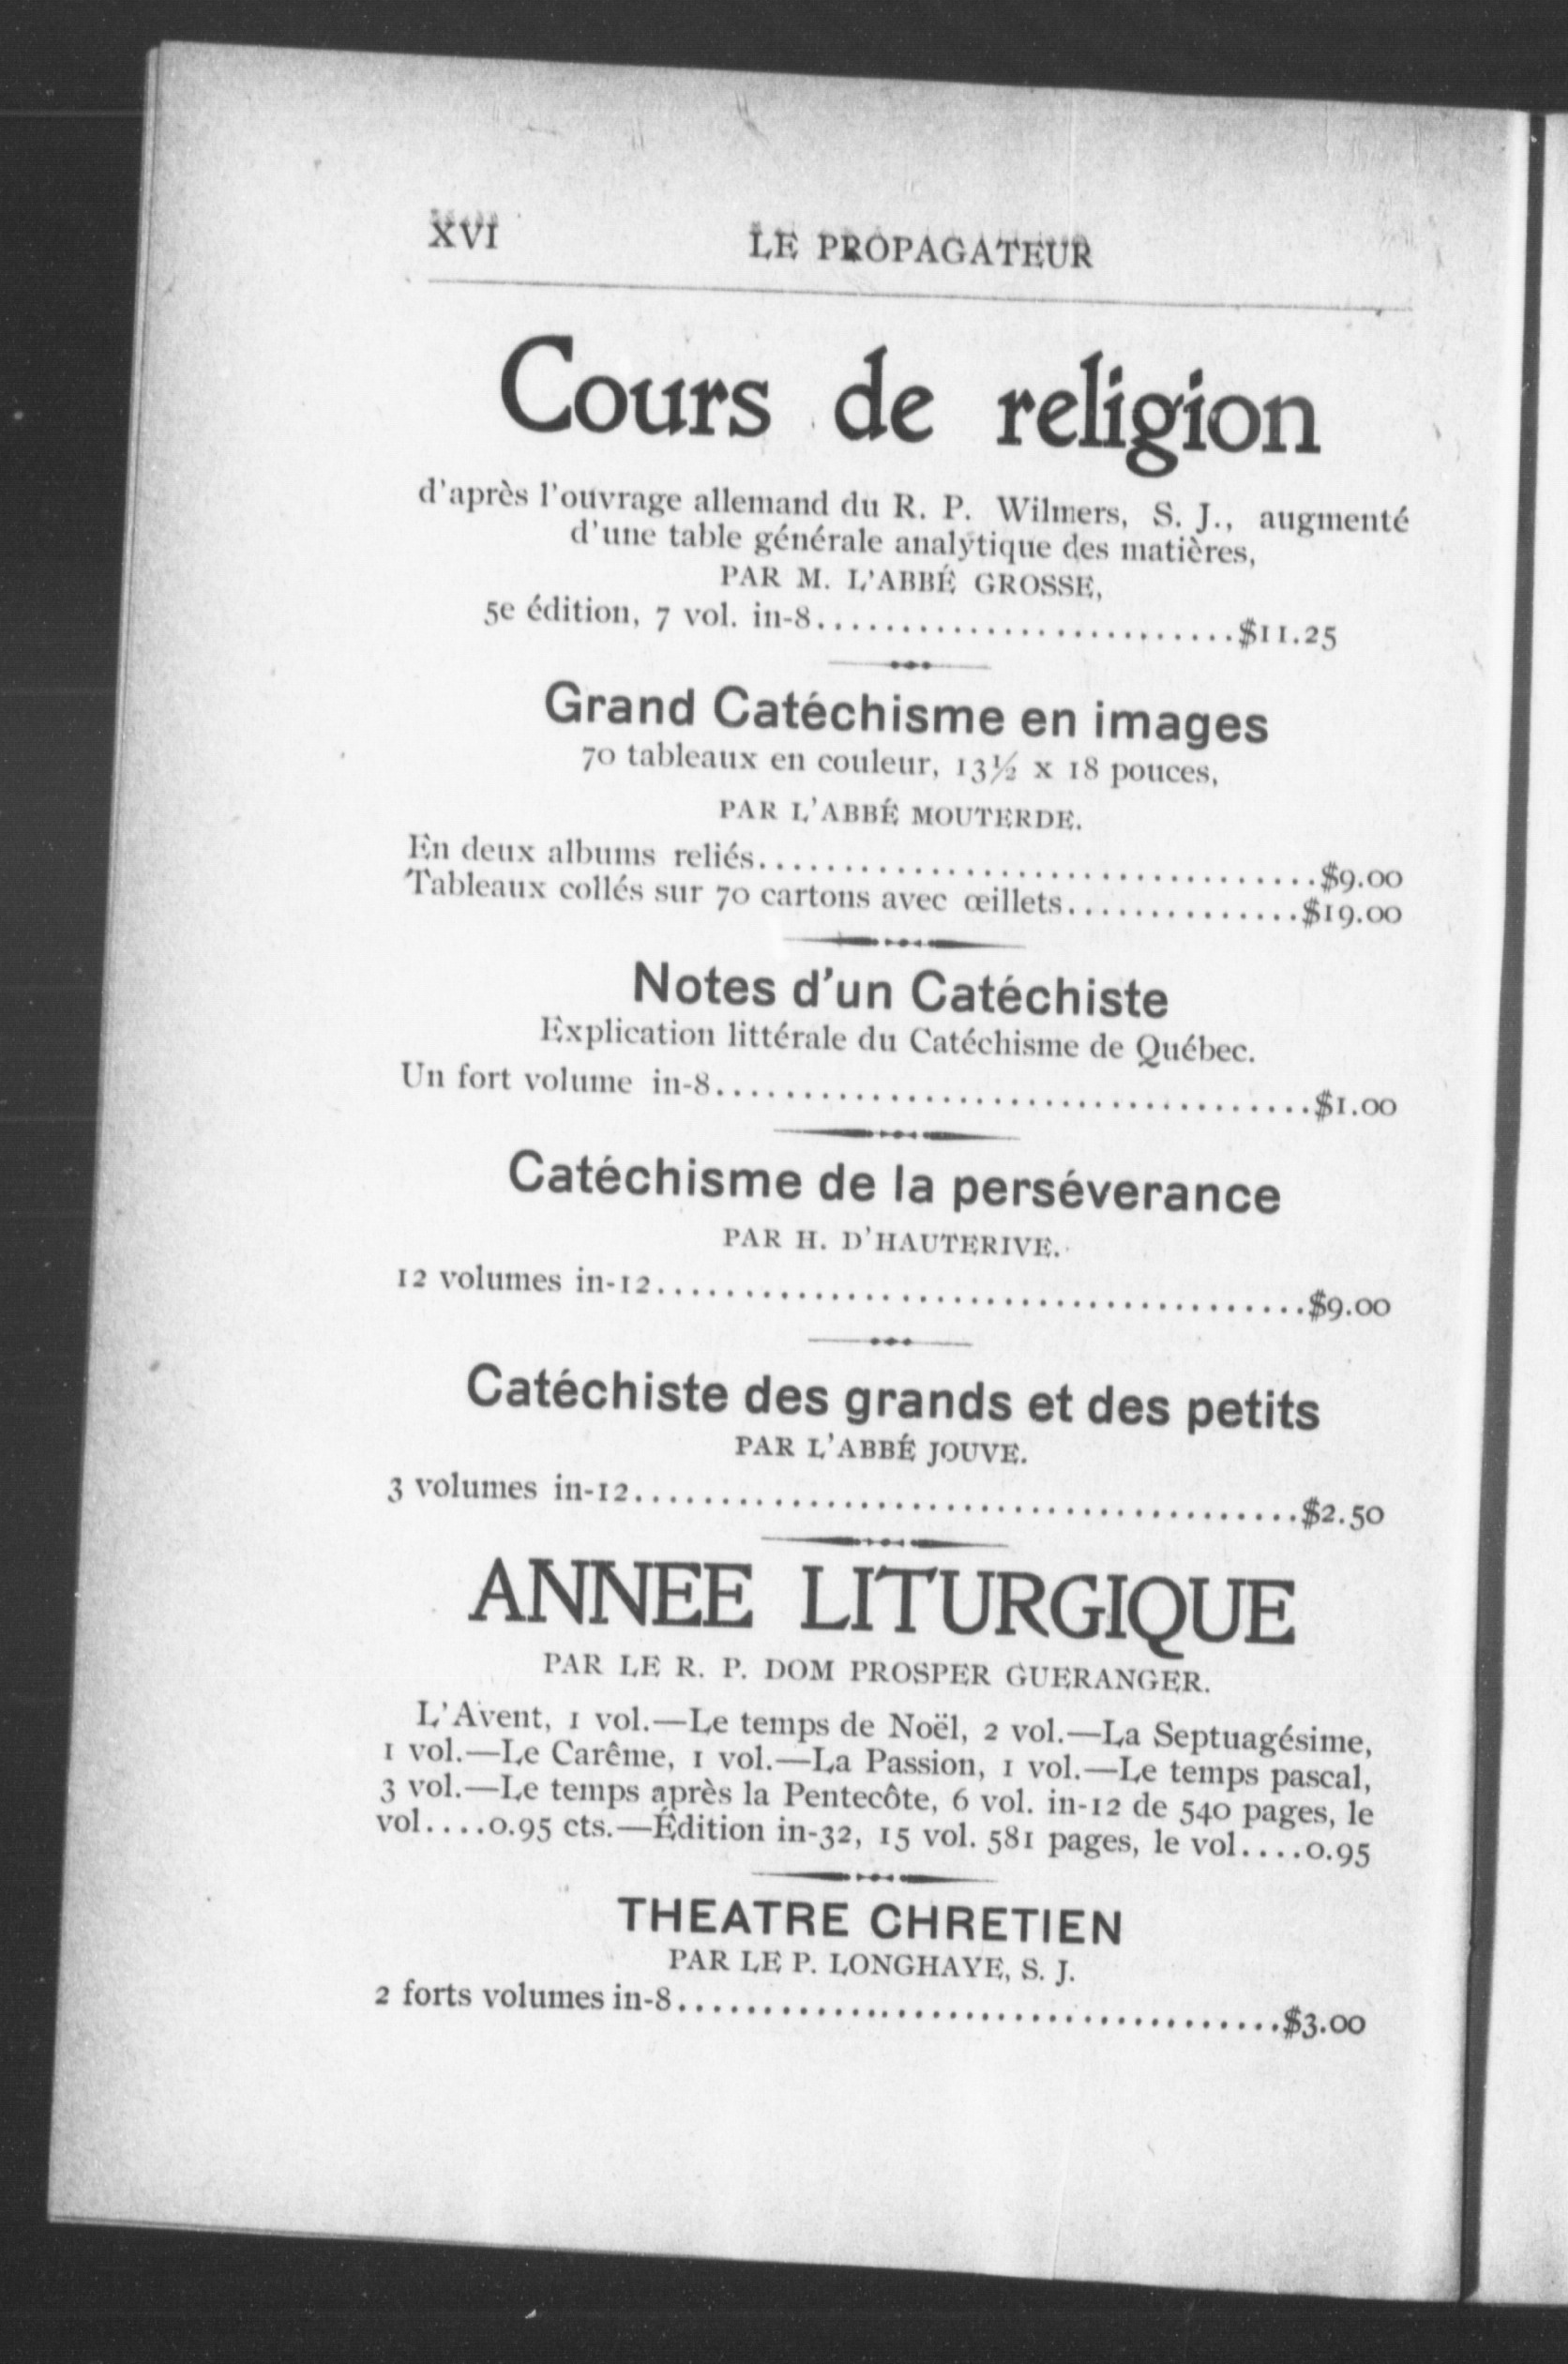 XVI LE PROPAGATEUR
Cours de religion
d'après l'ouvrage allemand du R. P. Wilmers, S. J., augmenté
d'une table générale analytique des matières,
PAR M. L'ABBÉ GROSSE,
5e édition, 7 vol. in-8..........................$11.25
Grand Catéchisme en images
70 tableaux en couleur, 13½ x 18 pouces,
PAR L'ABBÉ MOUTERDE.
En deux albums reliés..................................$9.00
Tableaux collés sur 70 cartons avec œillets..............$19.00
Notes d'un Catéchiste
Explication littérale du Catéchisme de Québec.
Un fort volume in-8....................................$1.00
Catéchisme de la perséverance
PAR H. D'HAUTERIVE.
12 volumes in-12.......................................$9.00
Catéchiste des grands et des petits
PAR L'ABBÉ JOUVE.
3 volumes in-12........................................$2.50
ANNEE LITURGIQUE
PAR LE R. P. DOM PROSPER GUERANGER.
L'Avent, 1 vol.—Le temps de Noël, 2 vol.—La Septuagésime,
1 vol.—Le Carême, 1 vol.—La Passion, 1 vol.—Le temps pascal,
3 vol.—Le temps après la Pentecôte, 6 vol. in-12 de 540 pages, le
vol....0.95 cts.—Édition in-32, 15 vol. 581 pages, le vol....0.95
THEATRE CHRETIEN
PAR LE P. LONGHAYE, S. J.
2 forts volumes in-8....................................$3.00